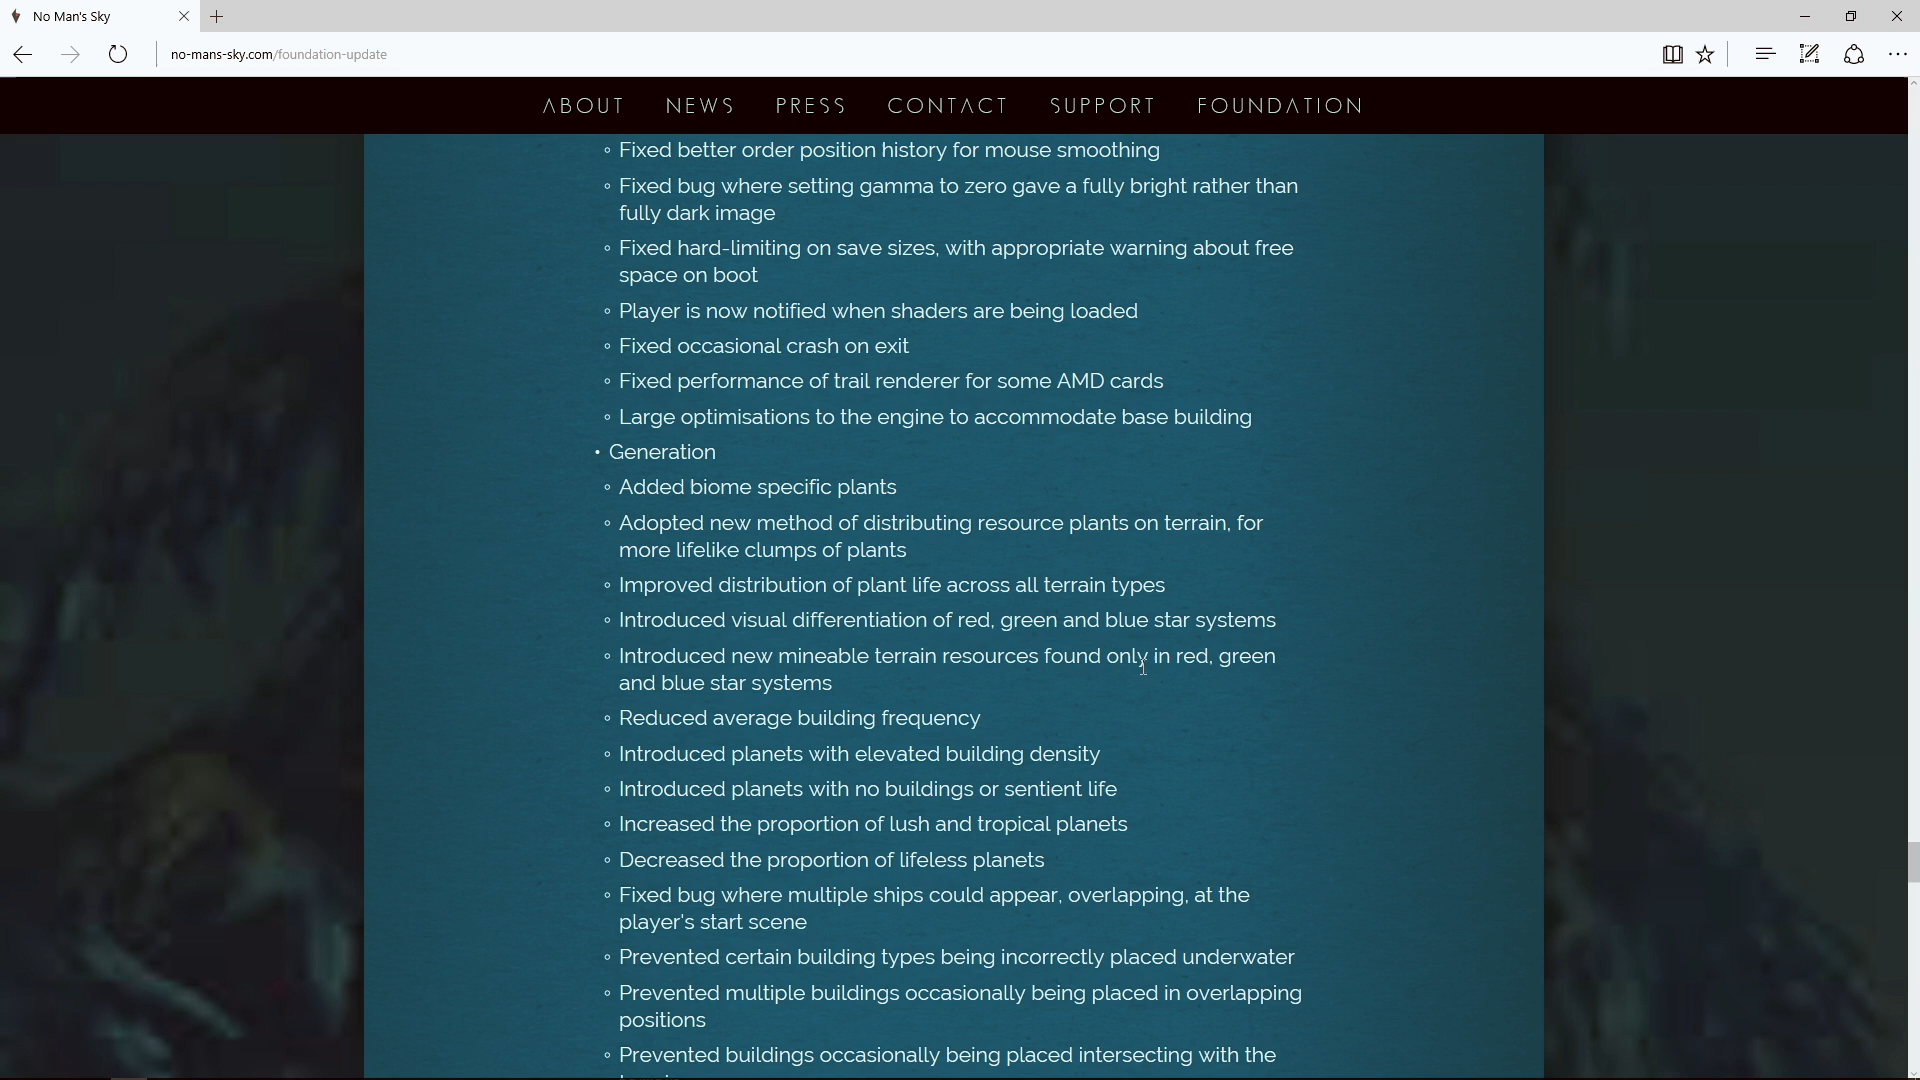 No Man's Sky
no-mans-sky.com/foundation-update
ABOUT NEWS PRESS CONTACT SUPPORT FOUNDATION
◦ Fixed better order position history for mouse smoothing
◦ Fixed bug where setting gamma to zero gave a fully bright rather than
fully dark image
◦ Fixed hard-limiting on save sizes, with appropriate warning about free
space on boot
◦ Player is now notified when shaders are being loaded
◦ Fixed occasional crash on exit
◦ Fixed performance of trail renderer for some AMD cards
◦ Large optimisations to the engine to accommodate base building
• Generation
◦ Added biome specific plants
◦ Adopted new method of distributing resource plants on terrain, for
more lifelike clumps of plants
◦ Improved distribution of plant life across all terrain types
◦ Introduced visual differentiation of red, green and blue star systems
◦ Introduced new mineable terrain resources found only in red, green
and blue star systems
◦ Reduced average building frequency
◦ Introduced planets with elevated building density
◦ Introduced planets with no buildings or sentient life
◦ Increased the proportion of lush and tropical planets
◦ Decreased the proportion of lifeless planets
◦ Fixed bug where multiple ships could appear, overlapping, at the
player's start scene
◦ Prevented certain building types being incorrectly placed underwater
◦ Prevented multiple buildings occasionally being placed in overlapping
positions
◦ Prevented buildings occasionally being placed intersecting with the